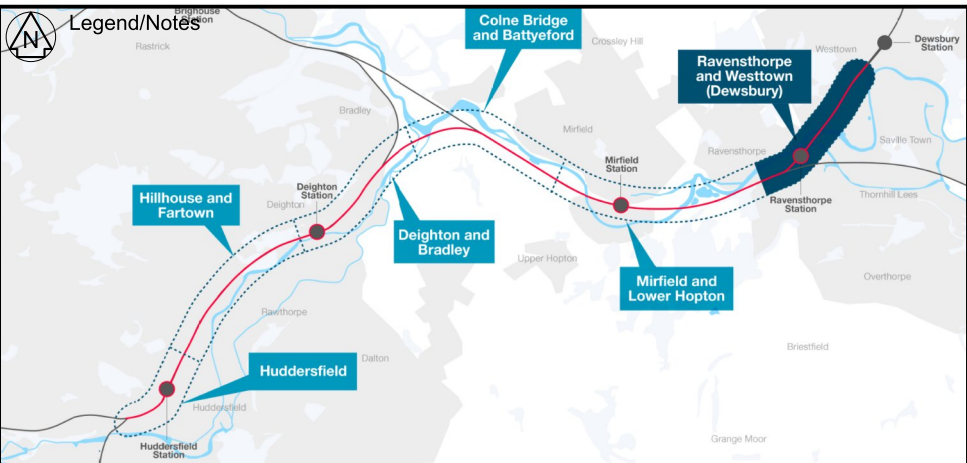 Brighouse
Station
Legend/Notes
N
Rastrick
Colne Bridge
and Battyeford
Crossley Hill
Westtown
Dewsbury
Station
Ravensthorpe
and Westtown
(Dewsbury)
Bradley
Mirfield
Ravensthorpe
Saville Town
Mirfield
Station
Deighton
Station
Deighton
Hillhouse and
Fartown
Ravensthorpe
Station
Thornhill Lees
Deighton and
Bradley
Upper Hopton
Mirfield and
Lower Hopton
Overthorpe
Rawthorpe
Briestfield
Dalton
Huddersfield
Huddersfield
Grange Moor
Huddersfield
Station